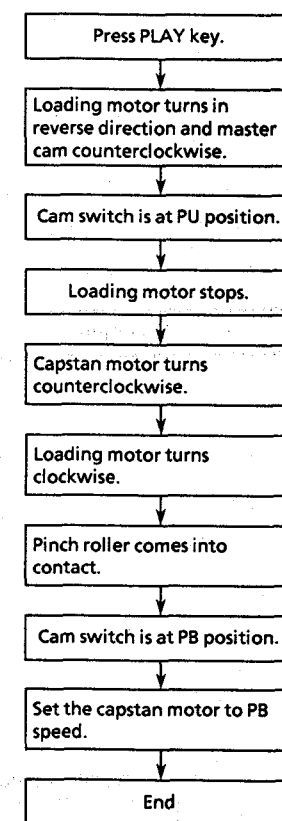 Press PLAY key.
Loading motor turns in
reverse direction and master
cam counterclockwise.
Cam switch is at PU position.
Loading motor stops.
Capstan motor turns
counterclockwise.
Loading motor turns
clockwise.
Pinch roller comes into
contact.
Cam switch is at PB position.
Set the capstan motor to PB
speed.
End